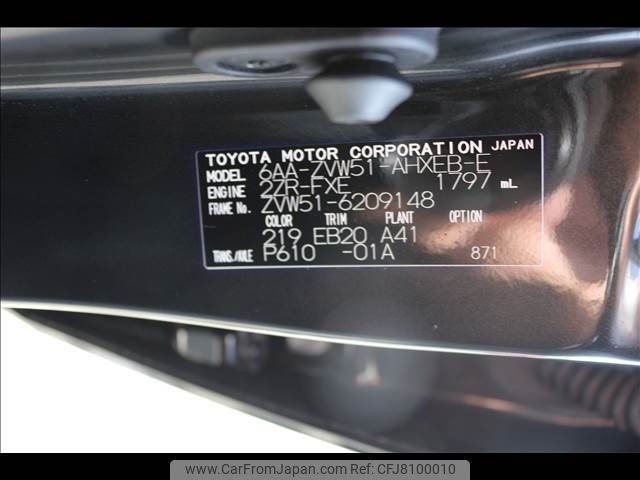 TOYOTA MOTOR CORPORATION JAPAN
MODEL 6AA-ZVW51-AHXEB-E
ENGINE 2ZR-FXE 1797 mL
FRAME No. ZVW51-6209148
COLOR TRIM PLANT OPTION
219 EB20 A41
TRANS./AXLE P610 -01A 871
www.CarFromJapan.com ID: CFJ8100010